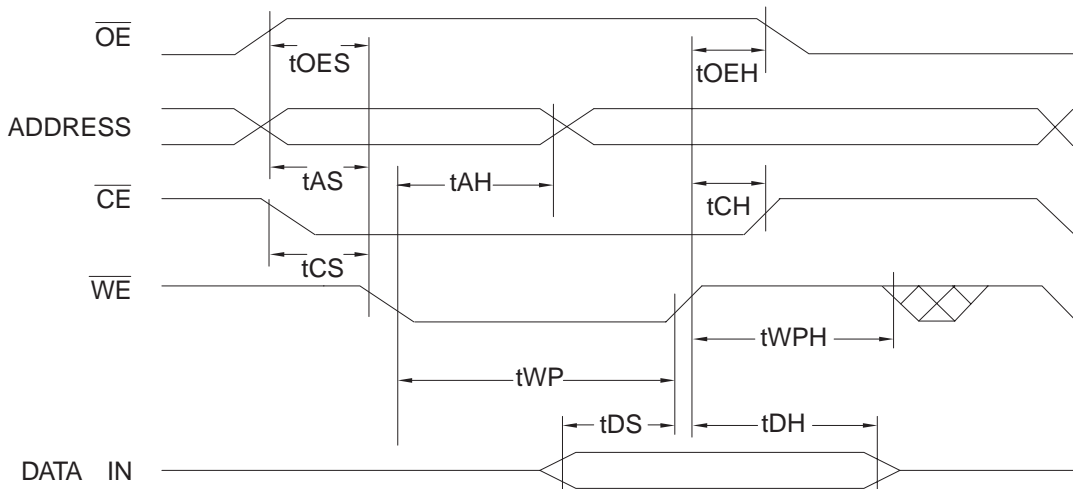 OE
tOES
tOEH
ADDRESS
tAS
tAH
CE
tCH
tCS
WE
tWPH
tWP
tDS
tDH
DATA IN